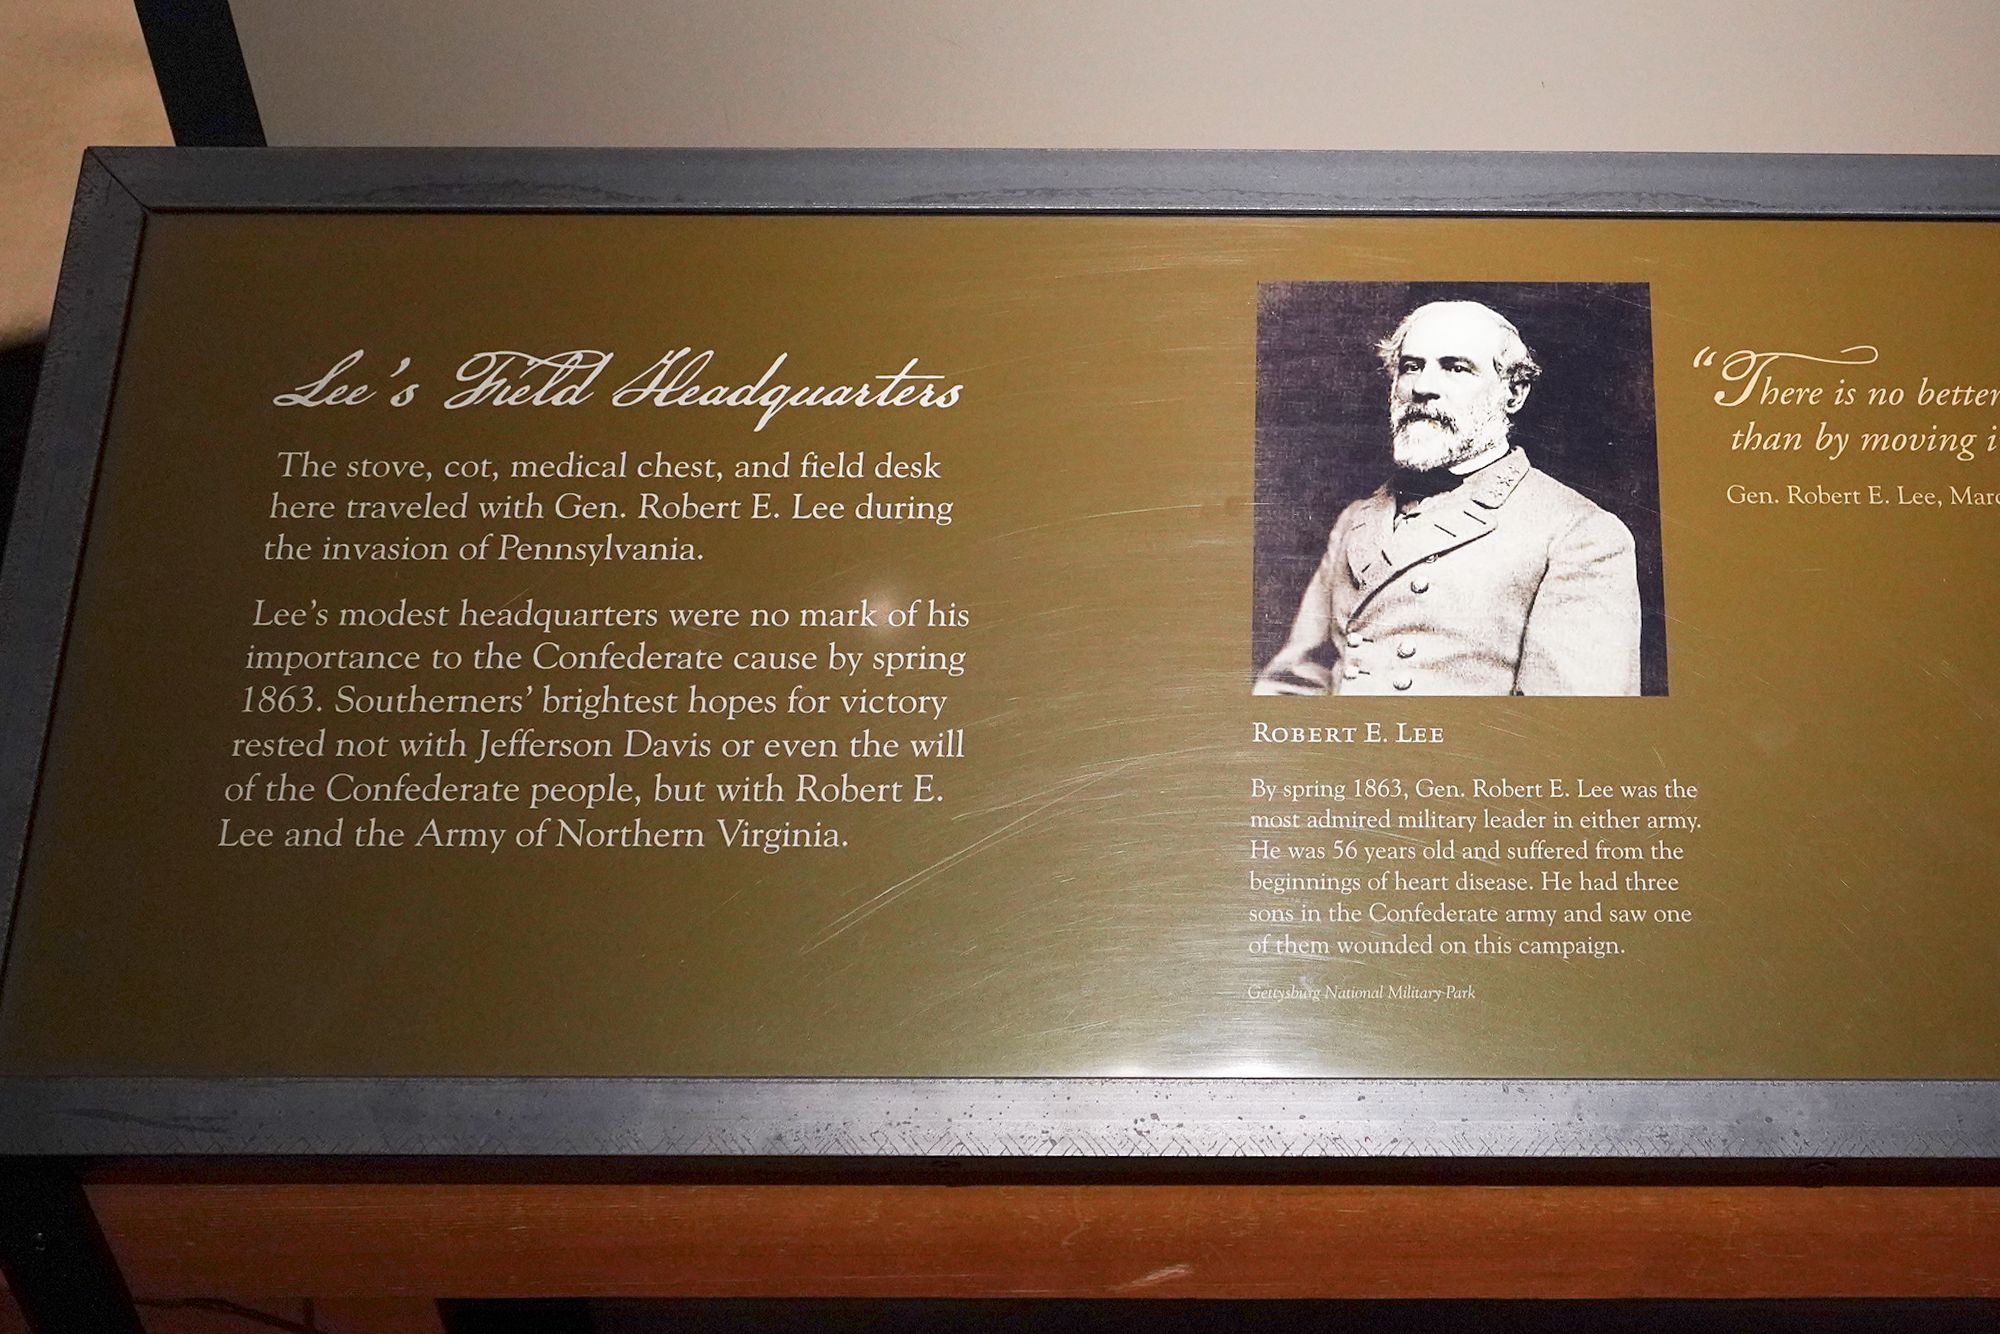 Lee's Field Headquarters
The stove, cot, medical chest, and field desk
here traveled with Gen. Robert E. Lee during
the invasion of Pennsylvania.
Lee's modest headquarters were no mark of his
importance to the Confederate cause by spring
1863. Southerners' brightest hopes for victory
rested not with Jefferson Davis or even the will
of the Confederate people, but with Robert E.
Lee and the Army of Northern Virginia.
ROBERT E. LEE
By spring 1863, Gen. Robert E. Lee was the
most admired military leader in either army.
He was 56 years old and suffered from the
beginnings of heart disease. He had three
sons in the Confederate army and saw one
of them wounded on this campaign.
Gettysburg National Military Park
"There is no better
than by moving
Gen. Robert E. Lee,